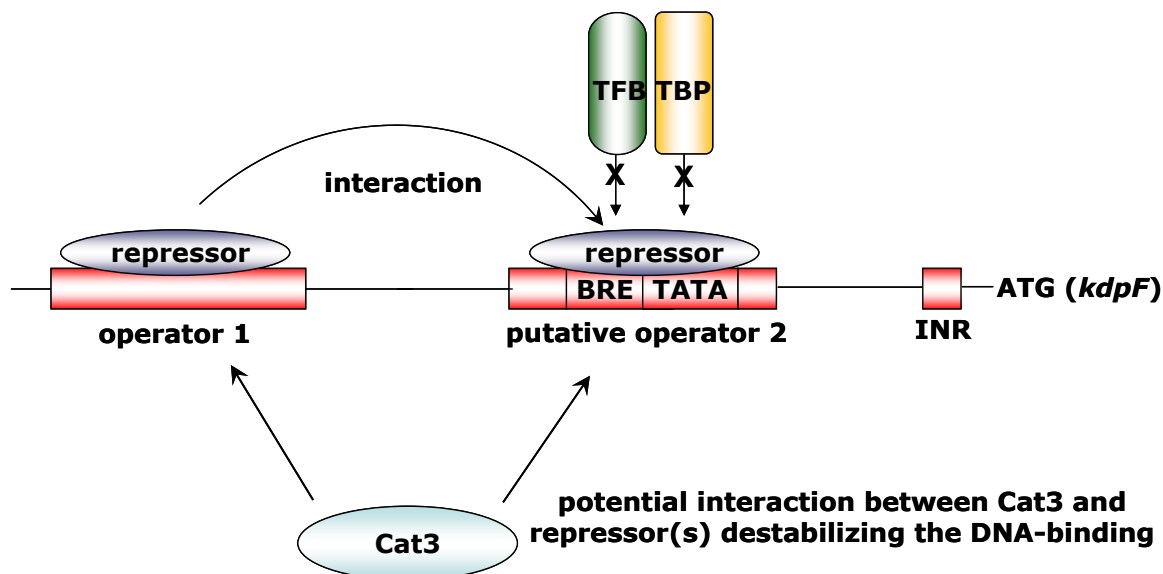 TFB TBP
X X
interaction
repressor
repressor
BRE TATA
ATG (kdpF)
operator 1
putative operator 2
INR
potential interaction between Cat3 and
repressor(s) destabilizing the DNA-binding
Cat3